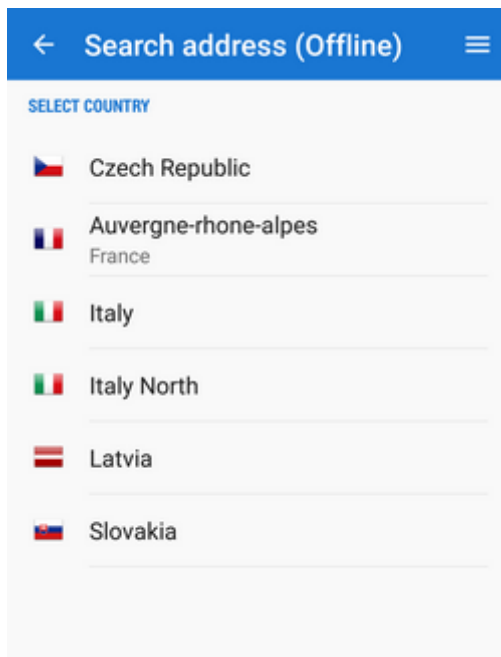 Search address (Offline)
SELECT COUNTRY
Czech Republic
Auvergne-rhone-alpes
France
Italy
Italy North
Latvia
Slovakia